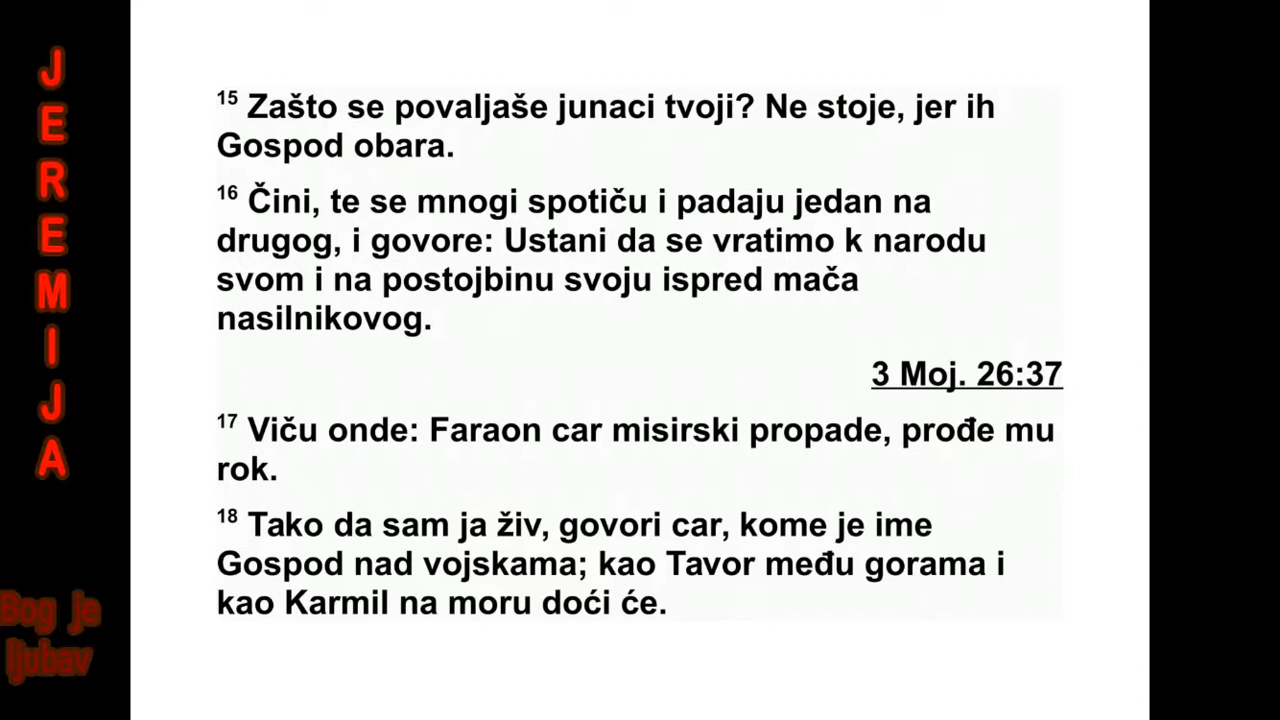 JEREMIJA
Bog je
ljubav
15 Zašto se povaljaše junaci tvoji? Ne stoje, jer ih
Gospod obara.
16 Čini, te se mnogi spotiču i padaju jedan na
drugog, i govore: Ustani da se vratimo k narodu
svom i na postojbinu svoju ispred mača
nasilnikovog.
3 Moj. 26:37
17 Viču onde: Faraon car misirski propade, prođe mu
rok.
18 Tako da sam ja živ, govori car, kome je ime
Gospod nad vojskama; kao Tavor među gorama i
kao Karmil na moru doći će.